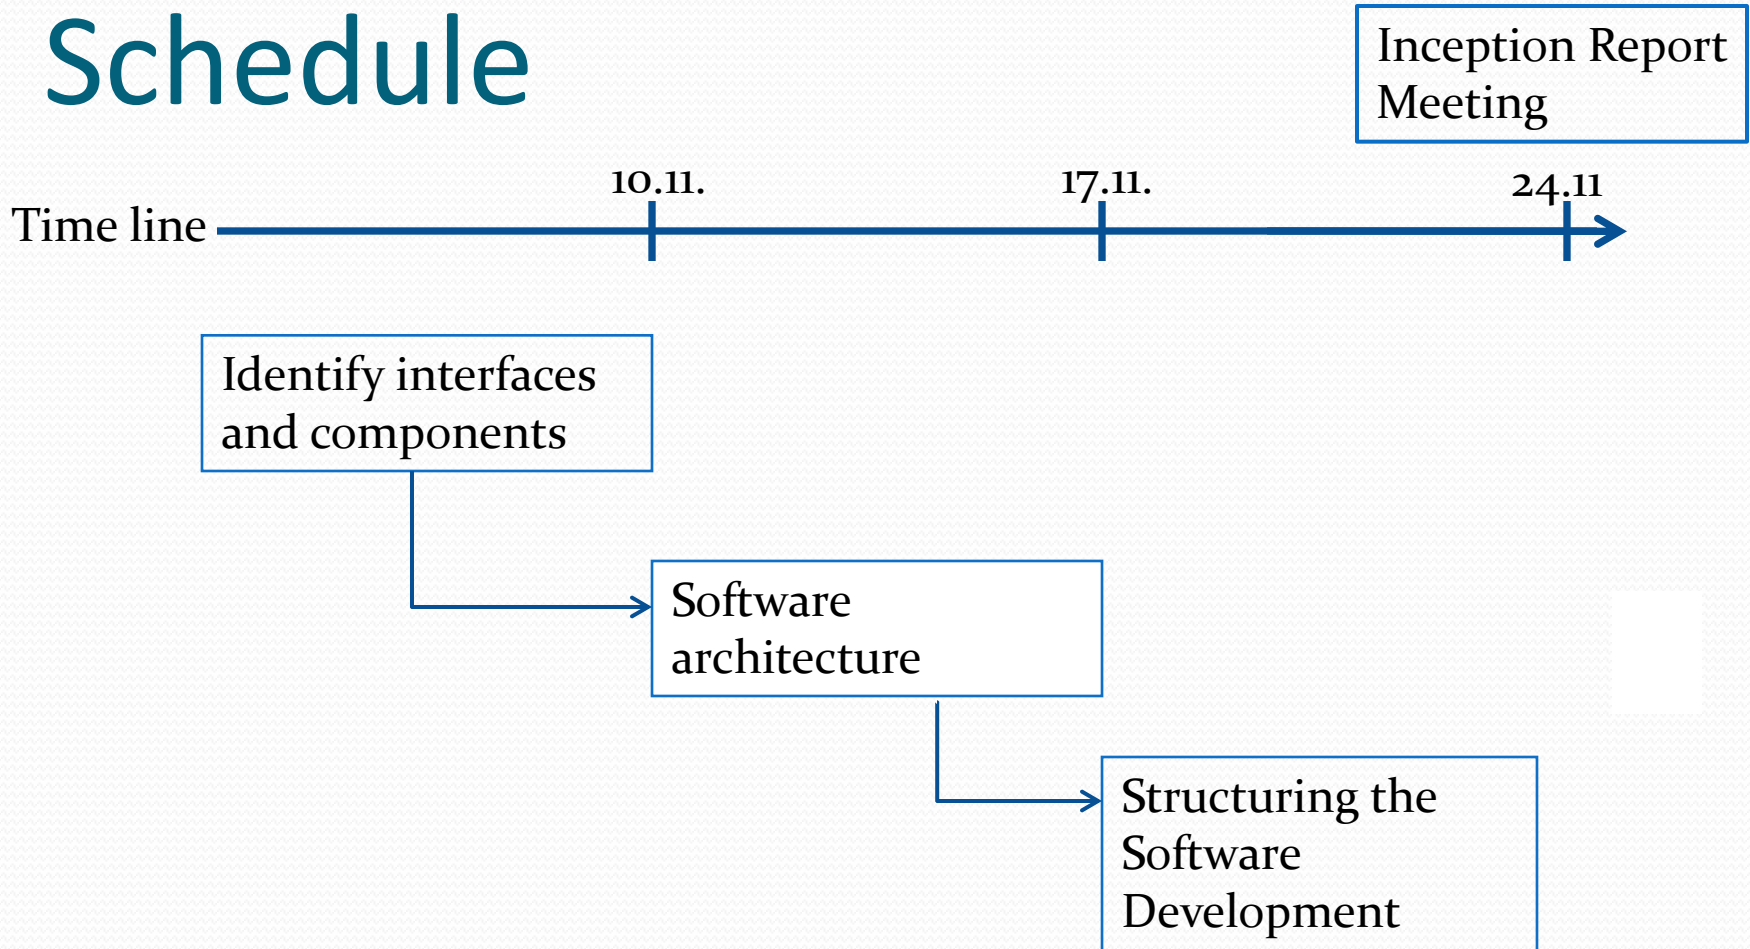 Schedule
Inception Report
Meeting
10.11.
17.11.
24.11
Time line
Identify interfaces
and components
Software
architecture
Structuring the
Software
Development